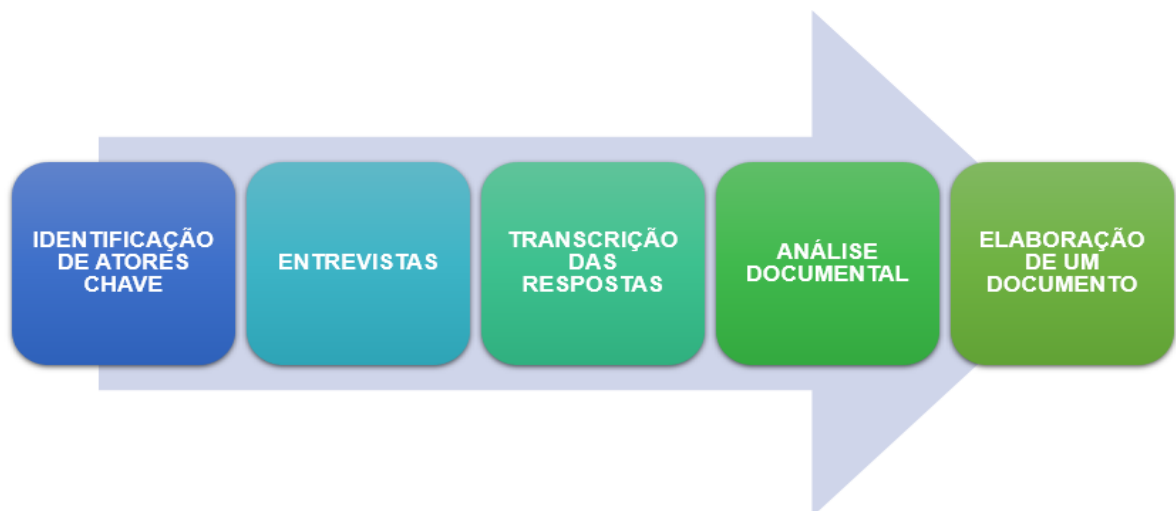 IDENTIFICAÇÃO
DE ATORES
CHAVE
ENTREVISTAS
TRANSCRIÇÃO
DAS
RESPOSTAS
ANÁLISE
DOCUMENTAL
ELABORAÇÃO
DE UM
DOCUMENTO